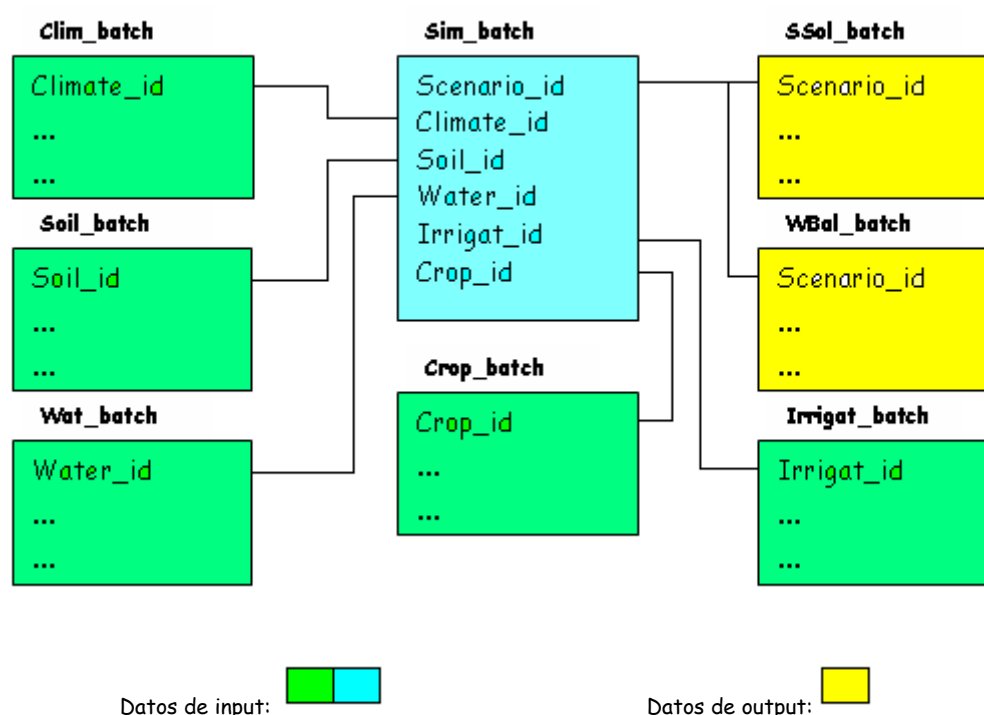 Clim_batch
Climate_id
...
...
Soil_batch
Soil_id
...
...
Wat_batch
Water_id
...
...
Sim_batch
Scenario_id
Climate_id
Soil_id
Water_id
Irrigat_id
Crop_id
Crop_batch
Crop_id
...
...
SSol_batch
Scenario_id
...
...
WBal_batch
Scenario_id
...
...
Irrigat_batch
Irrigat_id
...
...
Datos de input:
Datos de output: